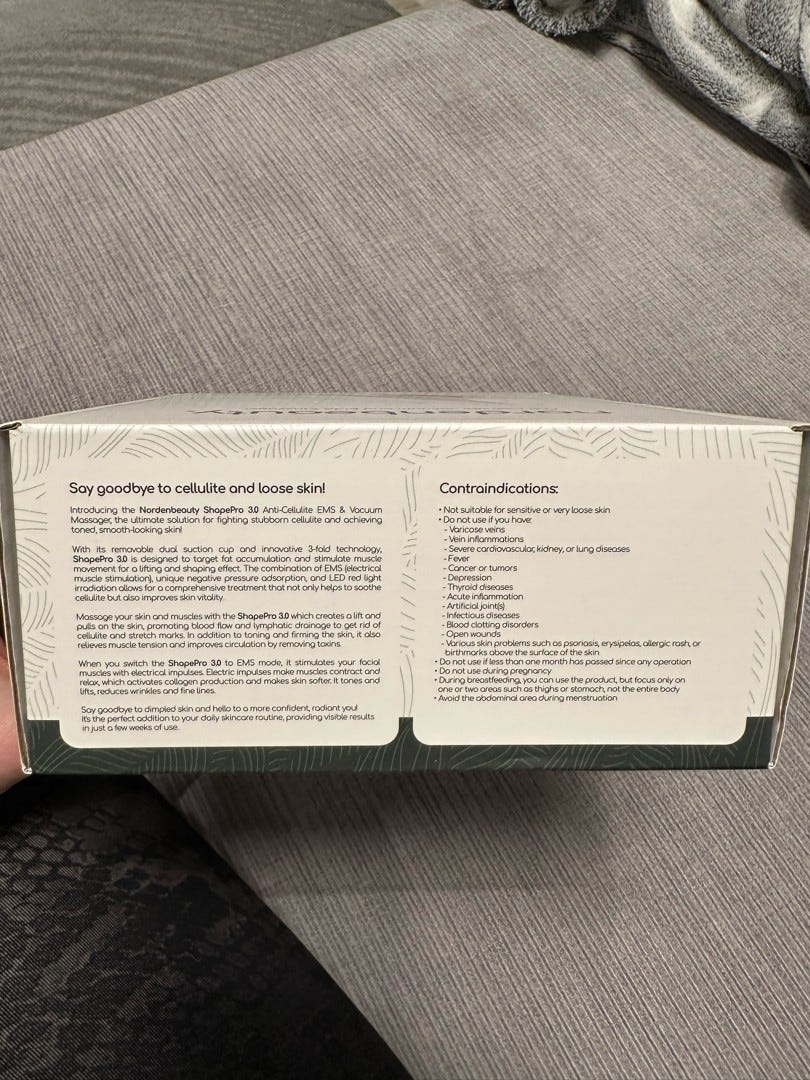 nordenbeauty
Say goodbye to cellulite and loose skin!
Introducing the Nordenbeauty ShapePro 3.0 Anti-Cellulite EMS & Vacuum
Massager, the ultimate solution for fighting stubborn cellulite and achieving
toned, smooth-looking skin!
With its removable dual suction cup and innovative 3-fold technology,
ShapePro 3.0 is designed to target fat accumulation and stimulate muscle
movement for a lifting and shaping effect. The combination of EMS (electrical
muscle stimulation), unique negative pressure adsorption, and LED red light
irradiation allows for a comprehensive treatment that not only helps to soothe
cellulite but also improves skin vitality.
Massage your skin and muscles with the ShapePro 3.0 which creates a lift and
pulls on the skin, promoting blood flow and lymphatic drainage to get rid of
cellulite and stretch marks. In addition to toning and firming the skin, it also
relieves muscle tension and improves circulation by removing toxins.
When you switch the ShapePro 3.0 to EMS mode, it stimulates your facial
muscles with electrical impulses. Electric impulses make muscles contract and
relax, which activates collagen production and makes skin softer. It tones and
lifts, reduces wrinkles and fine lines.
Say goodbye to dimpled skin and hello to a more confident, radiant you!
It's the perfect addition to your daily skincare routine, providing visible results
in just a few weeks of use.
Contraindications:
• Not suitable for sensitive or very loose skin
• Do not use if you have:
- Varicose veins
- Vein inflammations
- Severe cardiovascular, kidney, or lung diseases
- Fever
- Cancer or tumors
- Depression
- Thyroid diseases
- Acute inflammation
- Artificial joint(s)
- Infectious diseases
- Blood clotting disorders
- Open wounds
- Various skin problems such as psoriasis, erysipelas, allergic rash, or
birthmarks above the surface of the skin
• Do not use if less than one month has passed since any operation
• Do not use during pregnancy
• During breastfeeding, you can use the product, but focus only on
one or two areas such as thighs or stomach, not the entire body
• Avoid the abdominal area during menstruation